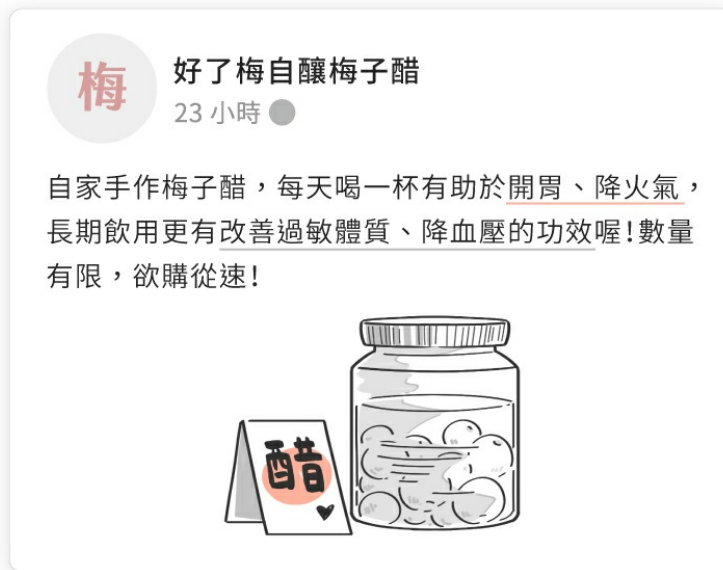 梅
好了梅自釀梅子醋
23 小時
自家手作梅子醋，每天喝一杯有助於開胃、降火氣，
長期飲用更有改善過敏體質、降血壓的功效喔!數量
有限，欲購從速!
醋